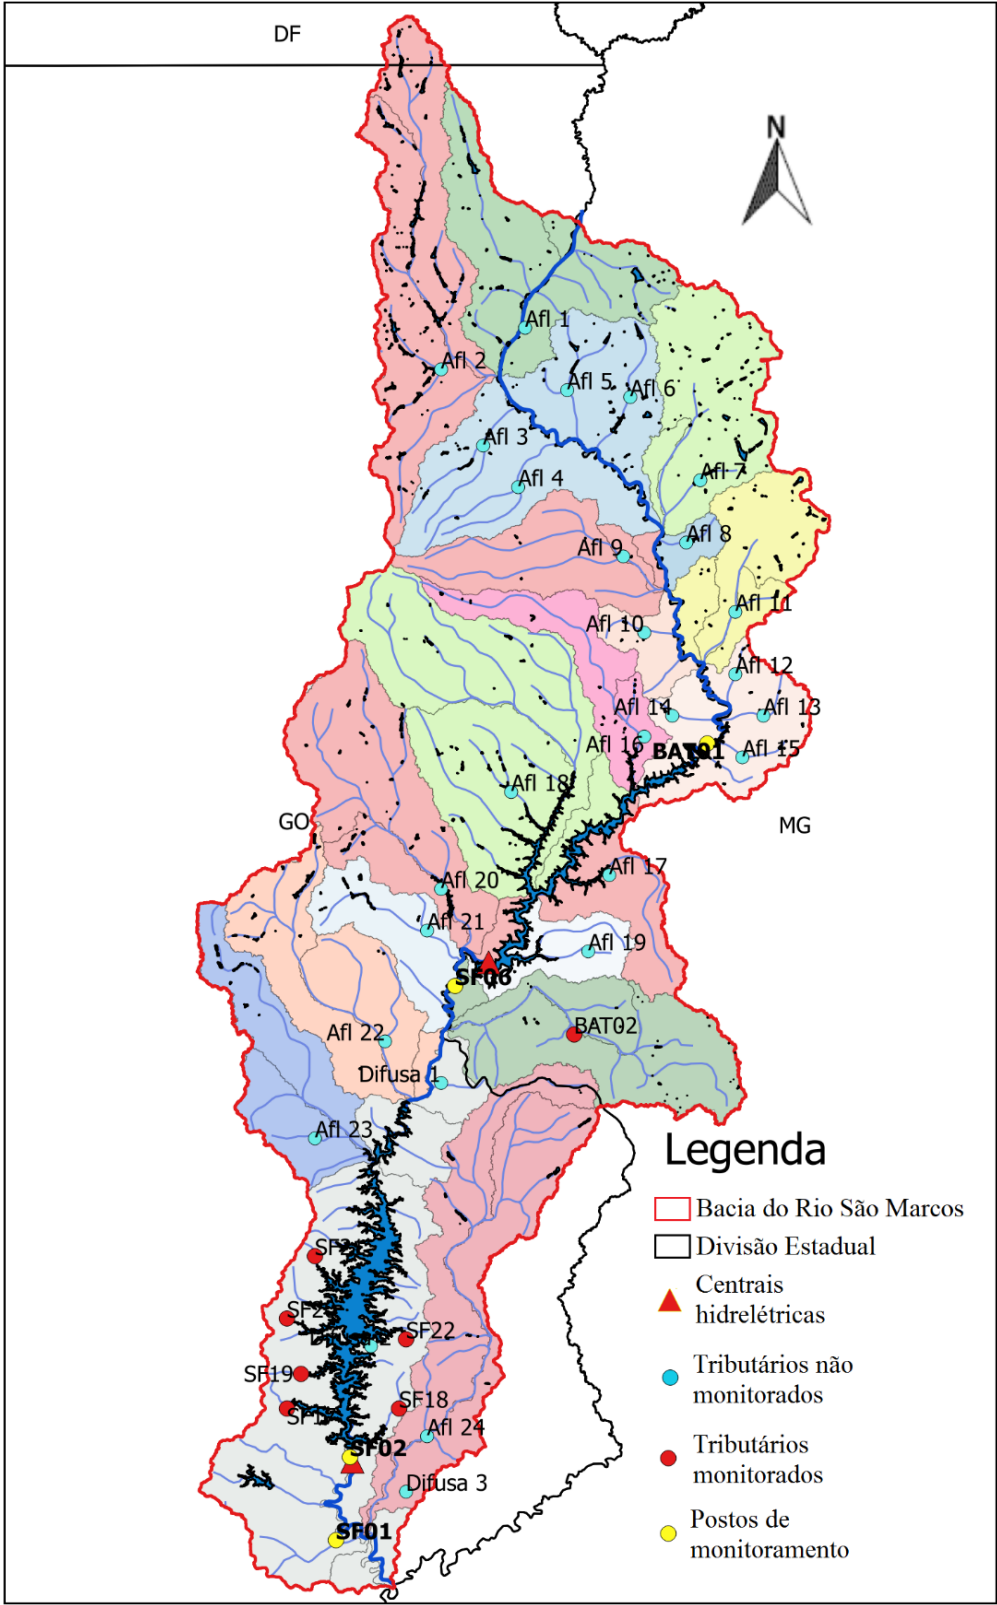 DF
N
Afl 1
Afl 2
Afl 5
Afl 6
Afl 3
Afl 7
Afl 4
Afl 8
Afl 9
Afl 11
Afl 10
Afl 12
Afl 14
Afl 13
Afl 16
BAT01
Afl 15
Afl 18
GO
MG
Afl 17
Afl 20
Afl 21
Afl 19
SF06
BAT02
Afl 22
Difusa 1
Afl 23
Legenda
Bacia do Rio São Marcos
Divisão Estadual
Centrais
hidrelétricas
Tributários não
monitorados
Tributários
monitorados
Postos de
monitoramento
SF22
SF19
SF18
Afl 24
SF02
Difusa 3
SF01